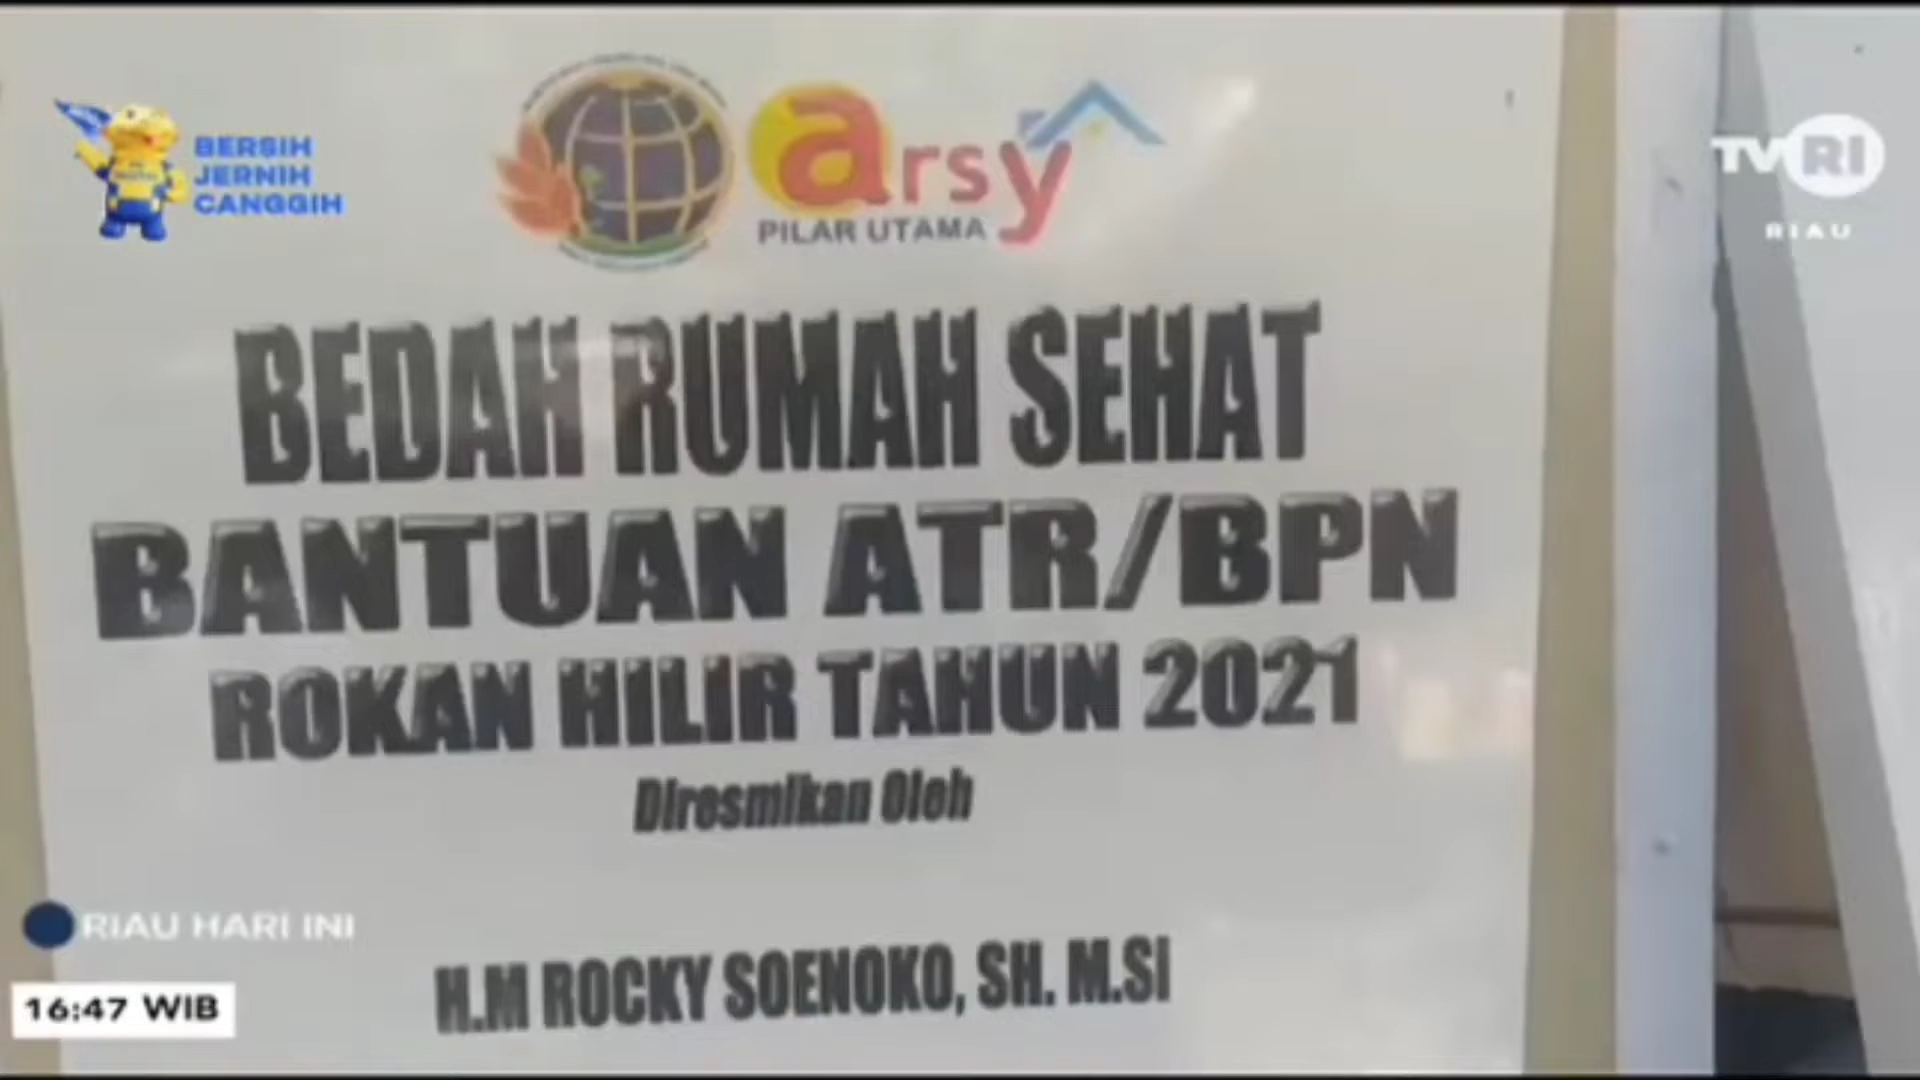 BERSIH
JERNIH
CANGGIH
arsy
PILAR UTAMA
TVRI
RIAU
BEDAH RUMAH SEHAT
BANTUAN ATR/BPN
ROKAN HILIR TAHUN 2021
Diresmikan Oleh
RIAU HARI INI
H.M ROCKY SOENOKO, SH. M.SI
16:47 WIB